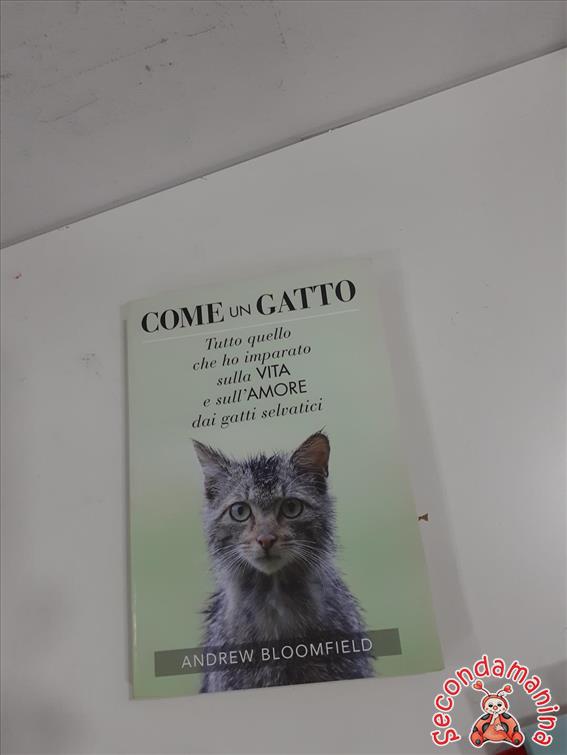 COME UN GATTO
Tutto quello
che ho imparato
sulla VITA
e sull'AMORE
dai gatti selvatici
ANDREW BLOOMFIELD
Secondamanina